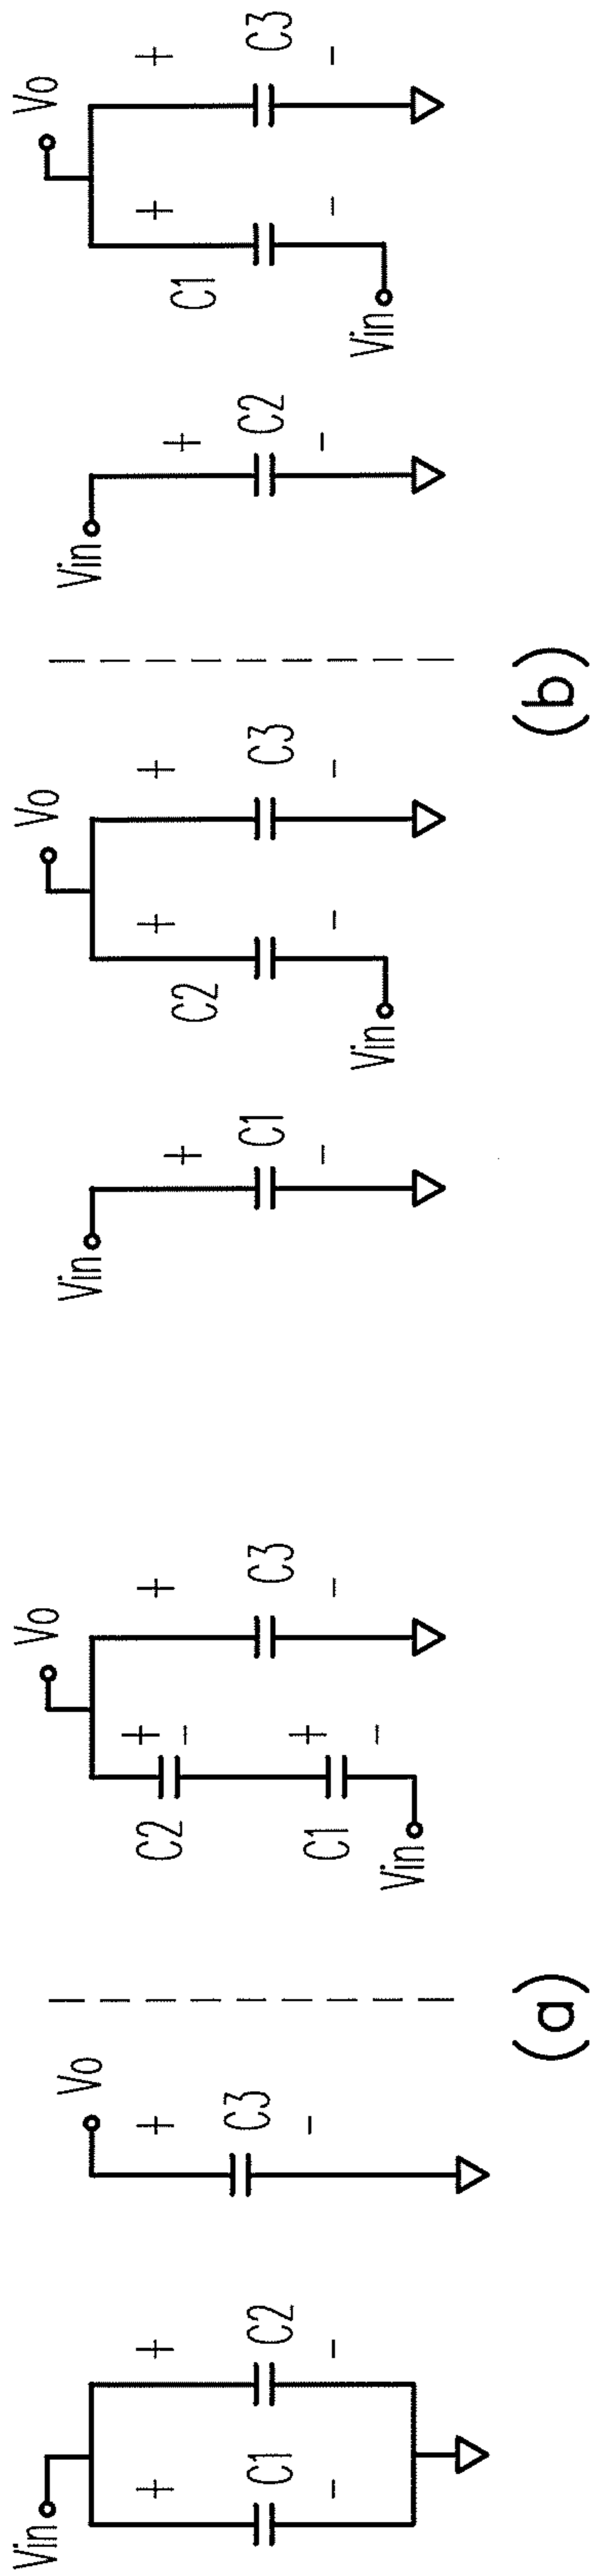 Vin
+ +
C1 C2
- -
Vo
+
C3
-
Vo
C2 +
-
C1 +
-
Vin
+
C3
-
(a)
Vin
+
C1
-
Vo
+ +
C2 C3
- -
Vin
Vin
+
C2
-
Vo
+ +
C1 C3
- -
Vin
(b)